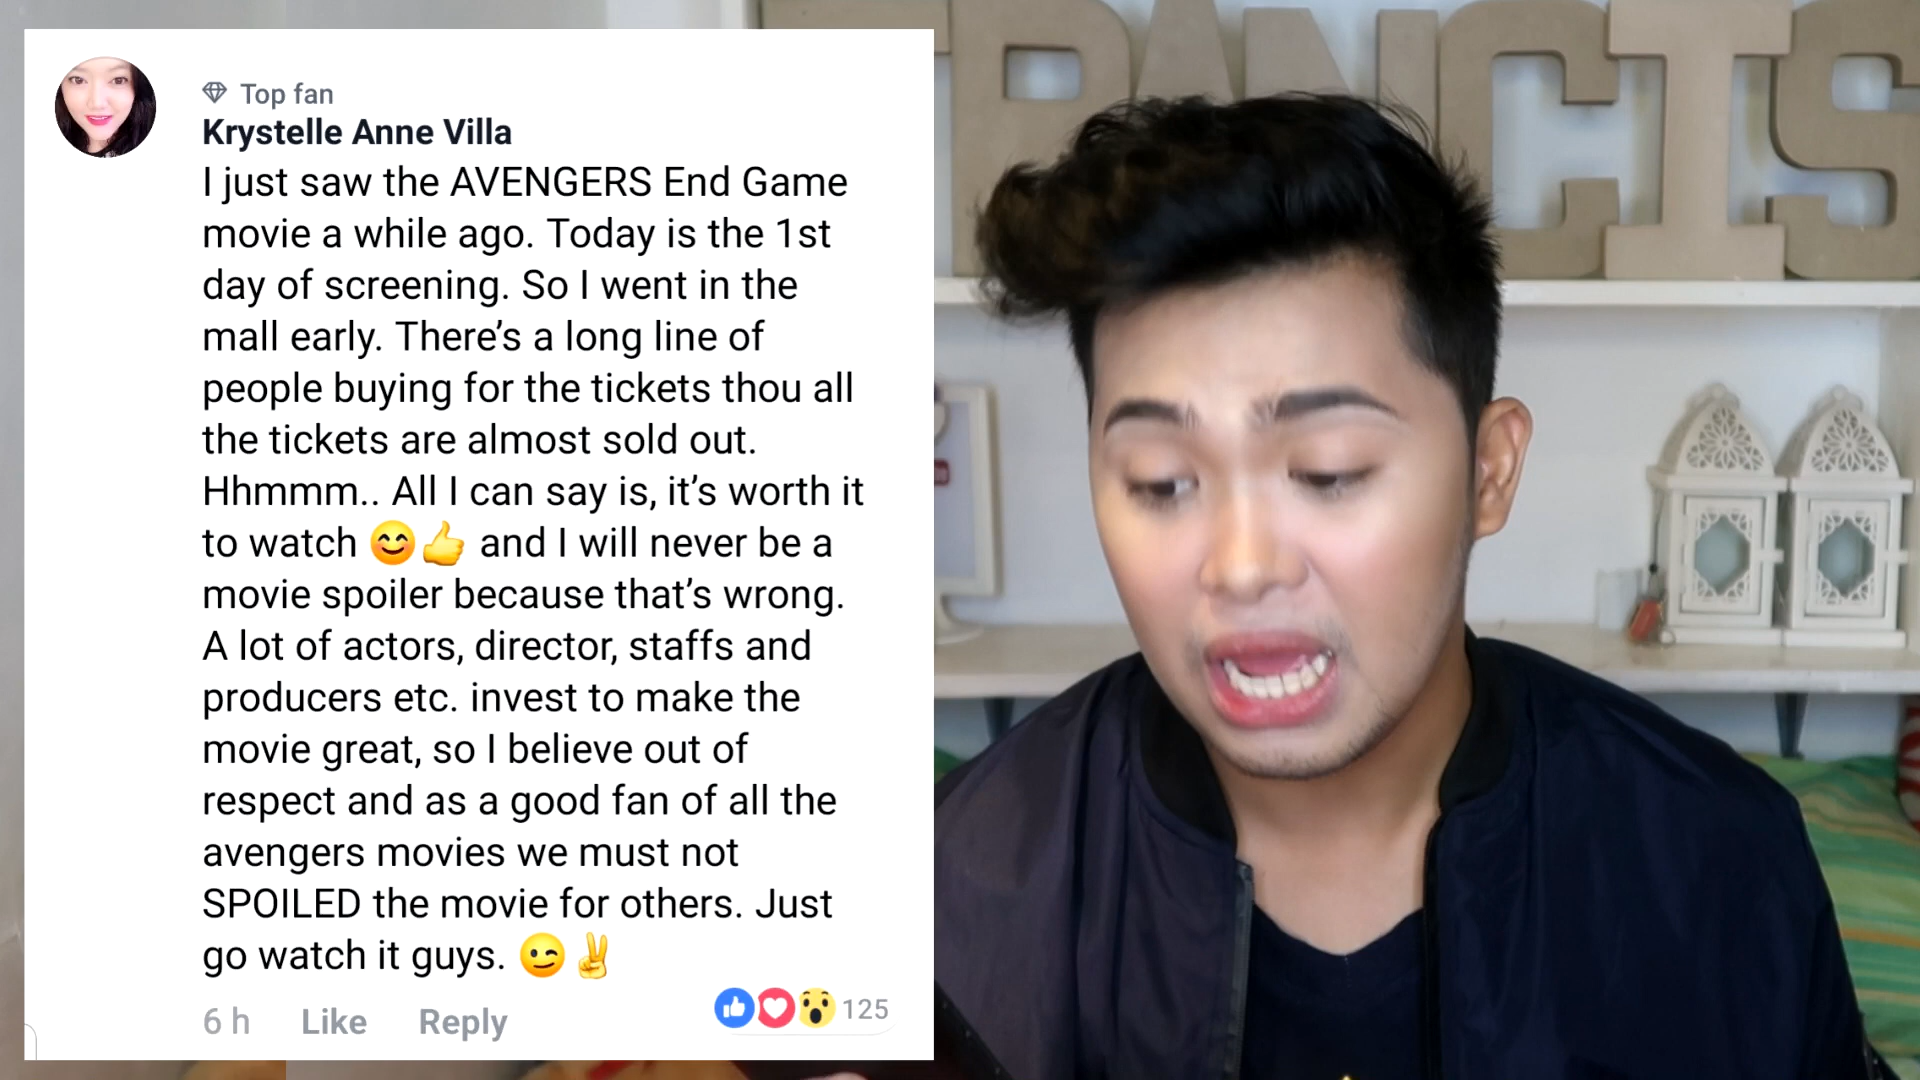 FRANCIS
Top fan
Krystelle Anne Villa
I just saw the AVENGERS End Game
movie a while ago. Today is the 1st
day of screening. So I went in the
mall early. There’s a long line of
people buying for the tickets thou all
the tickets are almost sold out.
Hhmmm.. All I can say is, it’s worth it
to watch 😊👍 and I will never be a
movie spoiler because that’s wrong.
A lot of actors, director, staffs and
producers etc. invest to make the
movie great, so I believe out of
respect and as a good fan of all the
avengers movies we must not
SPOILED the movie for others. Just
go watch it guys. 😉✌
6 h Like Reply 125